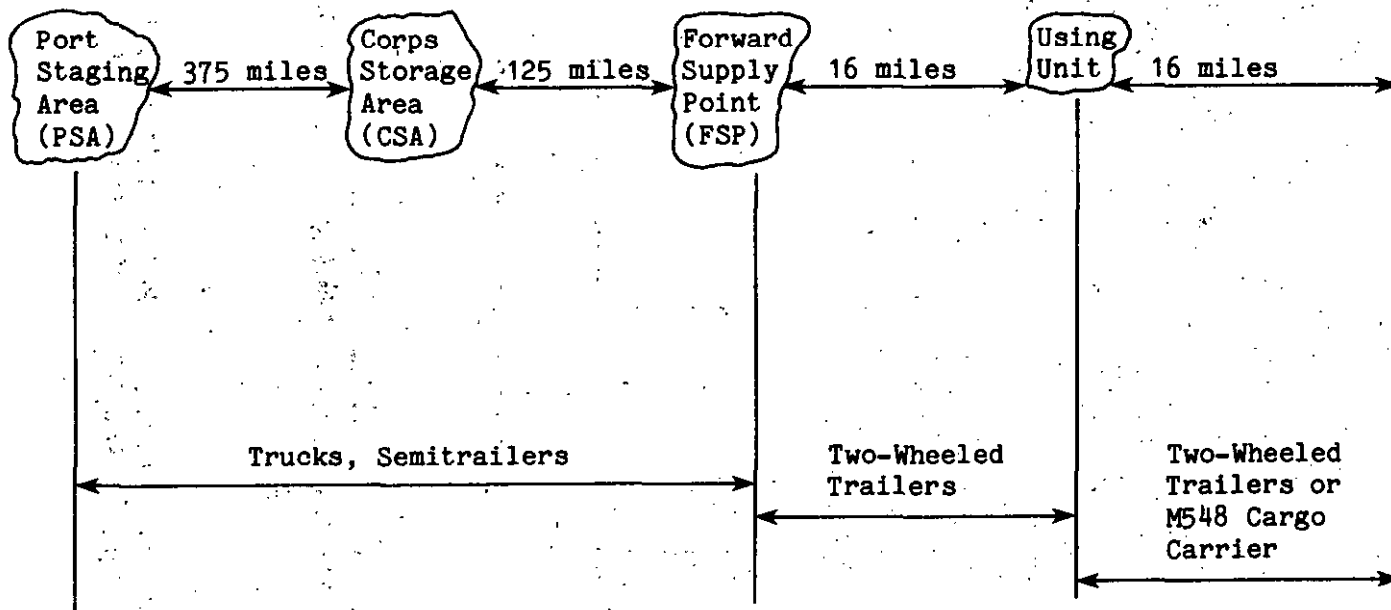 Port
Staging
Area
(PSA)
375 miles
Corps
Storage
Area
(CSA)
125 miles
Forward
Supply
Point
(FSP)
16 miles
Using
Unit
16 miles
Trucks, Semitrailers
Two-Wheeled
Trailers
Two-Wheeled
Trailers or
M548 Cargo
Carrier